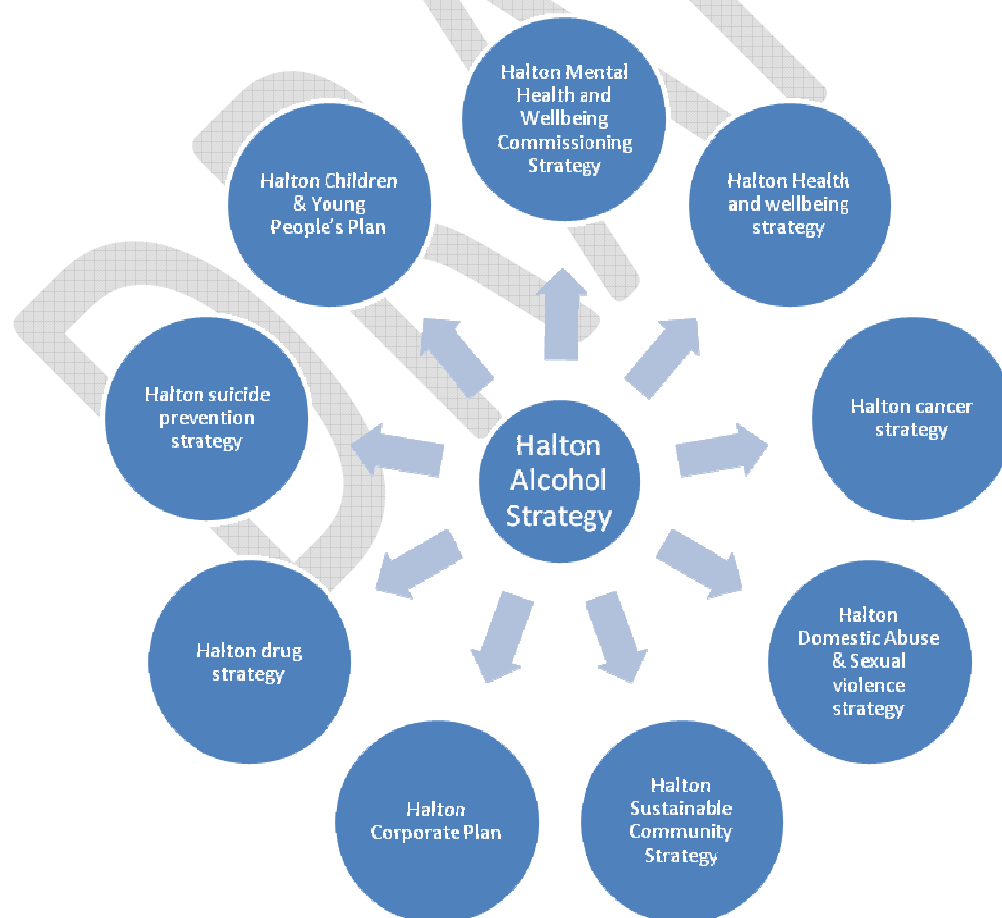 Halton Mental
Health and
Wellbeing
Commissioning
Strategy
Halton Health
and wellbeing
strategy
Halton cancer
strategy
Halton
Domestic Abuse
& Sexual
violence
strategy
Halton
Sustainable
Community
Strategy
Halton
Corporate Plan
Halton drug
strategy
Halton suicide
prevention
strategy
Halton Children
& Young
People's Plan
Halton
Alcohol
Strategy